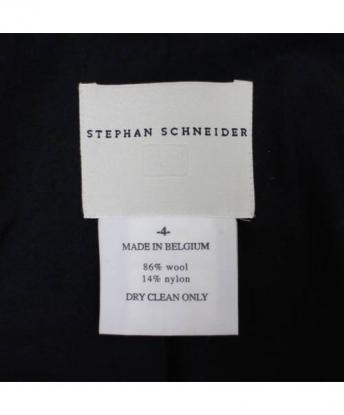 STEPHAN SCHNEIDER
-4-
MADE IN BELGIUM
86% wool
14% nylon
DRY CLEAN ONLY